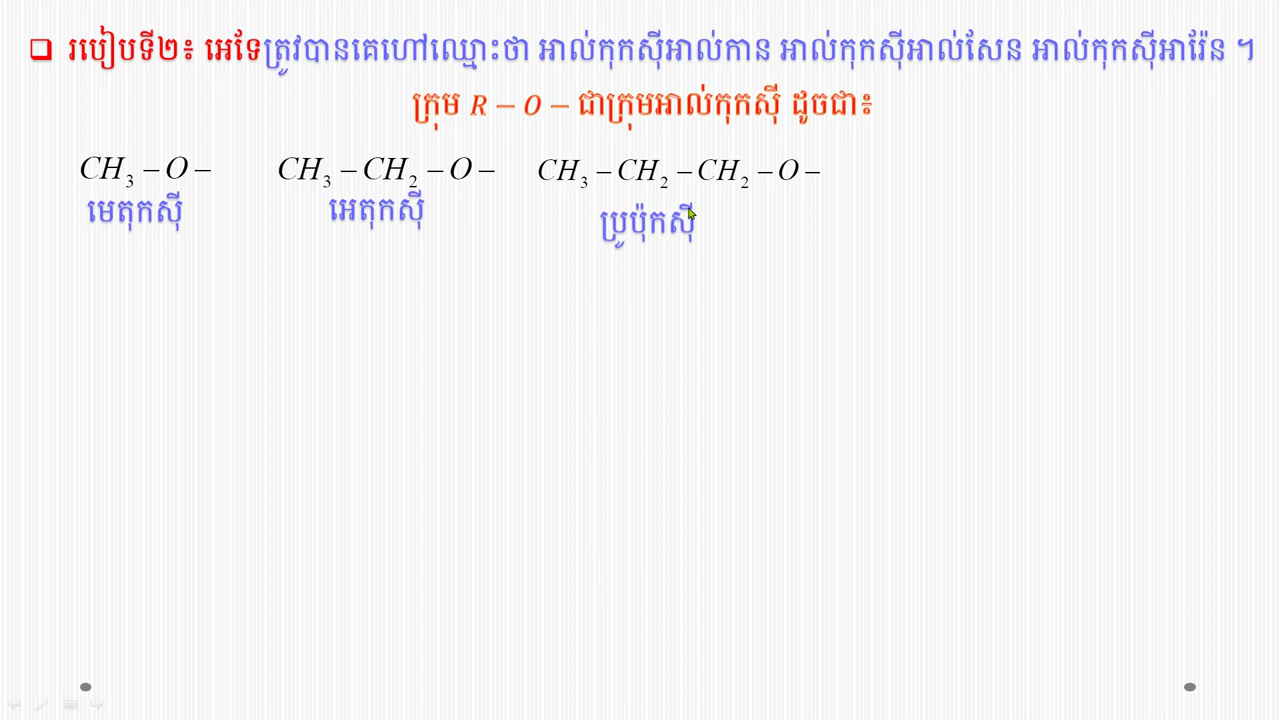 របៀបទី២៖ អេទែត្រូវបានគេហៅឈ្មោះថា អាល់កុកស៊ីអាល់កាន អាល់កុកស៊ីអាល់សែន អាល់កុកស៊ីអារ៉ែន ។
ក្រុម R − O − ជាក្រុមអាល់កុកស៊ី ដូចជា៖
CH₃ − O − CH₃ − CH₂ − O − CH₃ − CH₂ − CH₂ − O −
មេតុកស៊ី អេតុកស៊ី ប្រូប៉ុកស៊ី